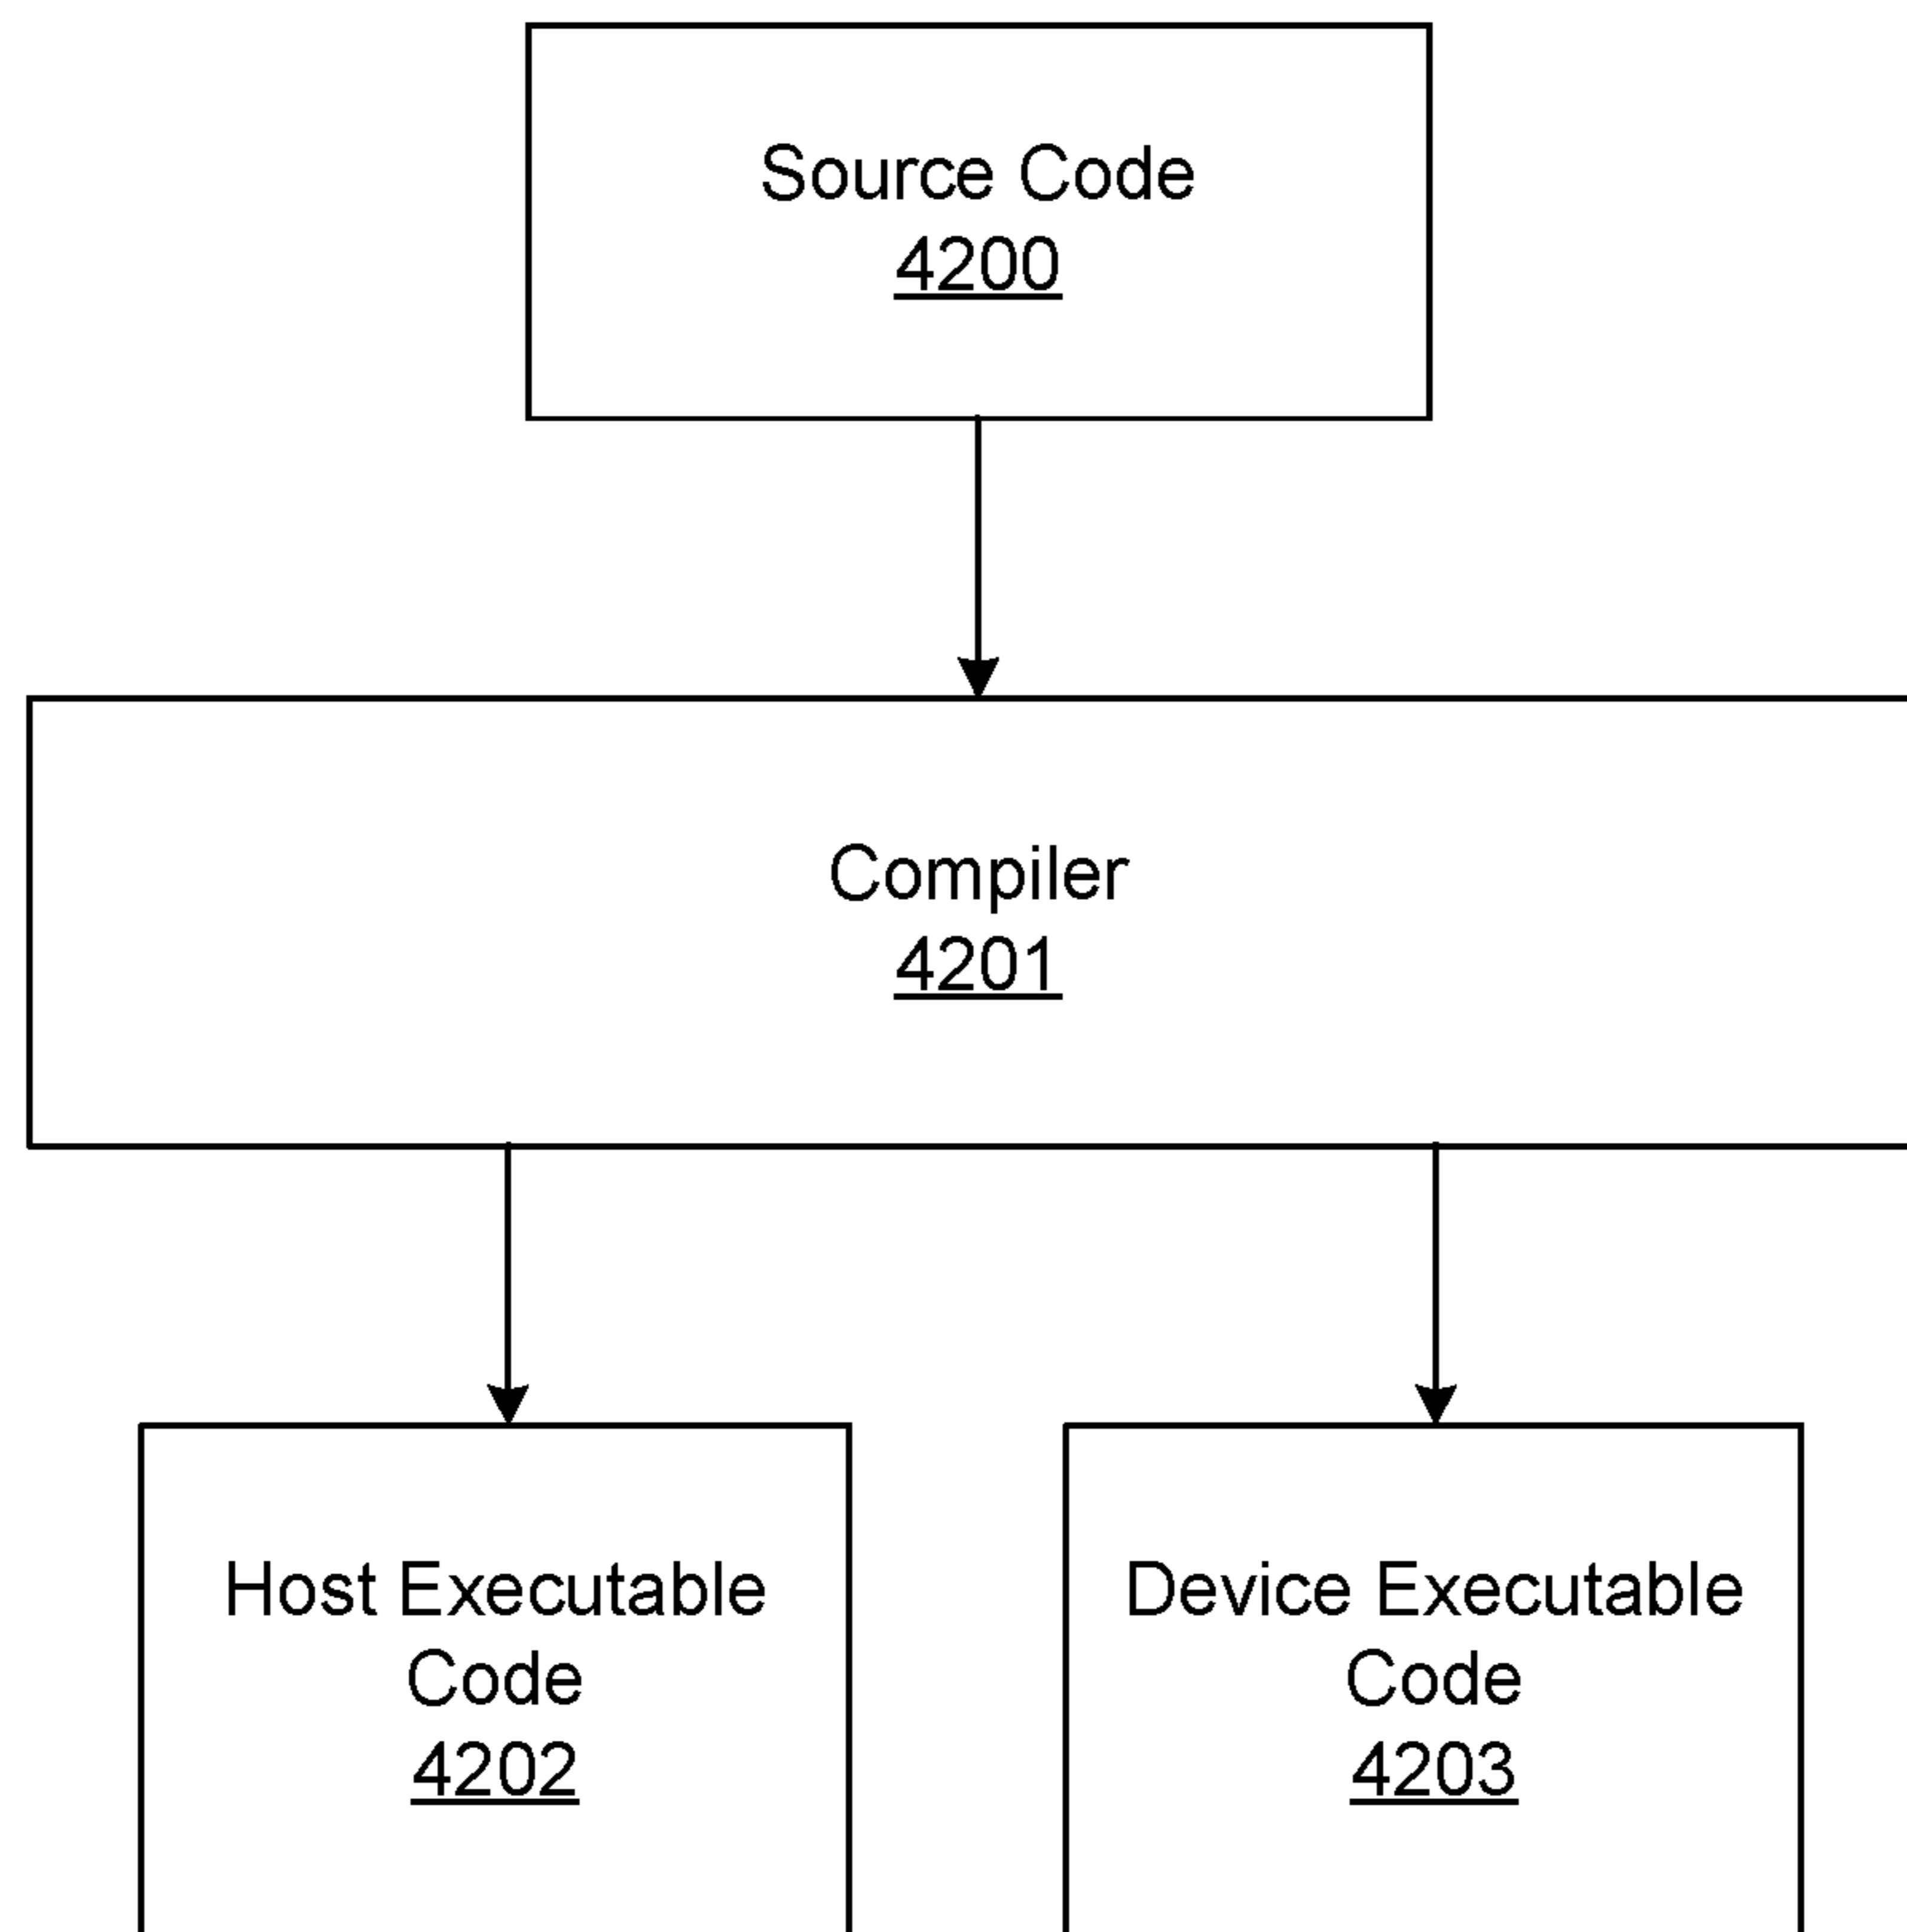 Source Code
4200
Compiler
4201
Host Executable
Code
4202
Device Executable
Code
4203